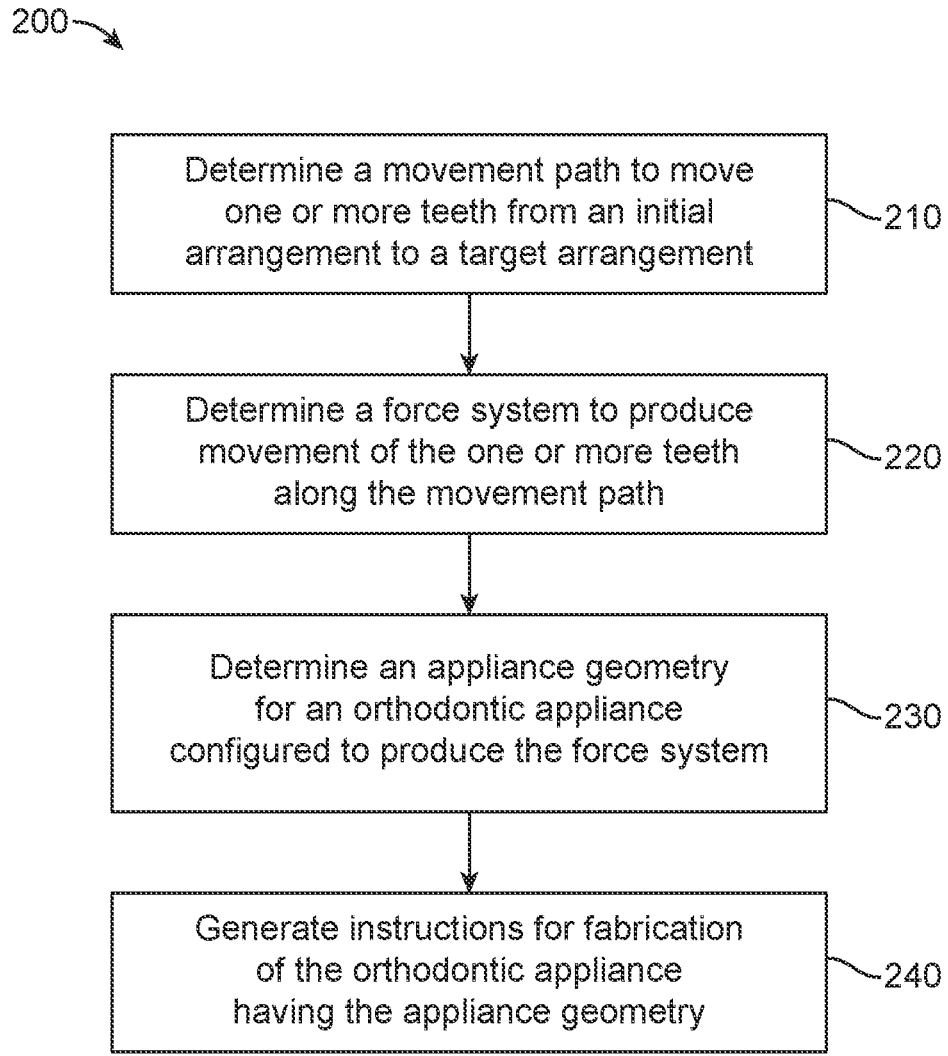 200
Determine a movement path to move
one or more teeth from an initial
arrangement to a target arrangement
210
Determine a force system to produce
movement of the one or more teeth
along the movement path
220
Determine an appliance geometry
for an orthodontic appliance
configured to produce the force system
230
Generate instructions for fabrication
of the orthodontic appliance
having the appliance geometry
240